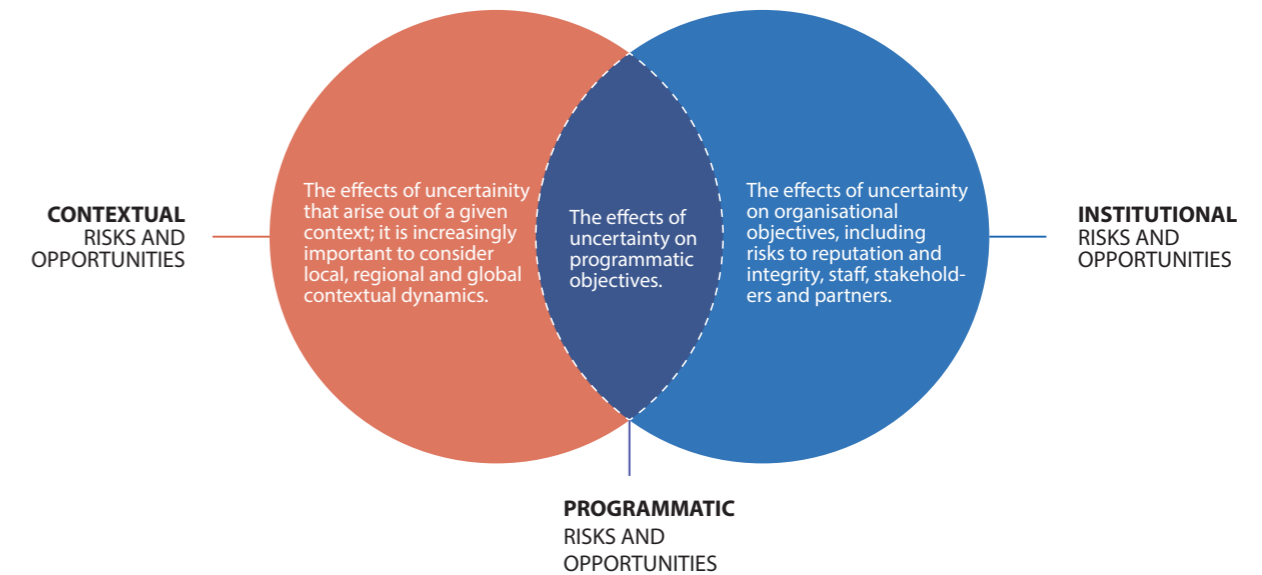 CONTEXTUAL
RISKS AND
OPPORTUNITIES
The effects of uncertainity
that arise out of a given
context; it is increasingly
important to consider
local, regional and global
contextual dynamics.
The effects of
uncertainty on
programmatic
objectives.
The effects of uncertainty
on organisational
objectives, including
risks to reputation and
integrity, staff, stakehold-
ers and partners.
INSTITUTIONAL
RISKS AND
OPPORTUNITIES
PROGRAMMATIC
RISKS AND
OPPORTUNITIES